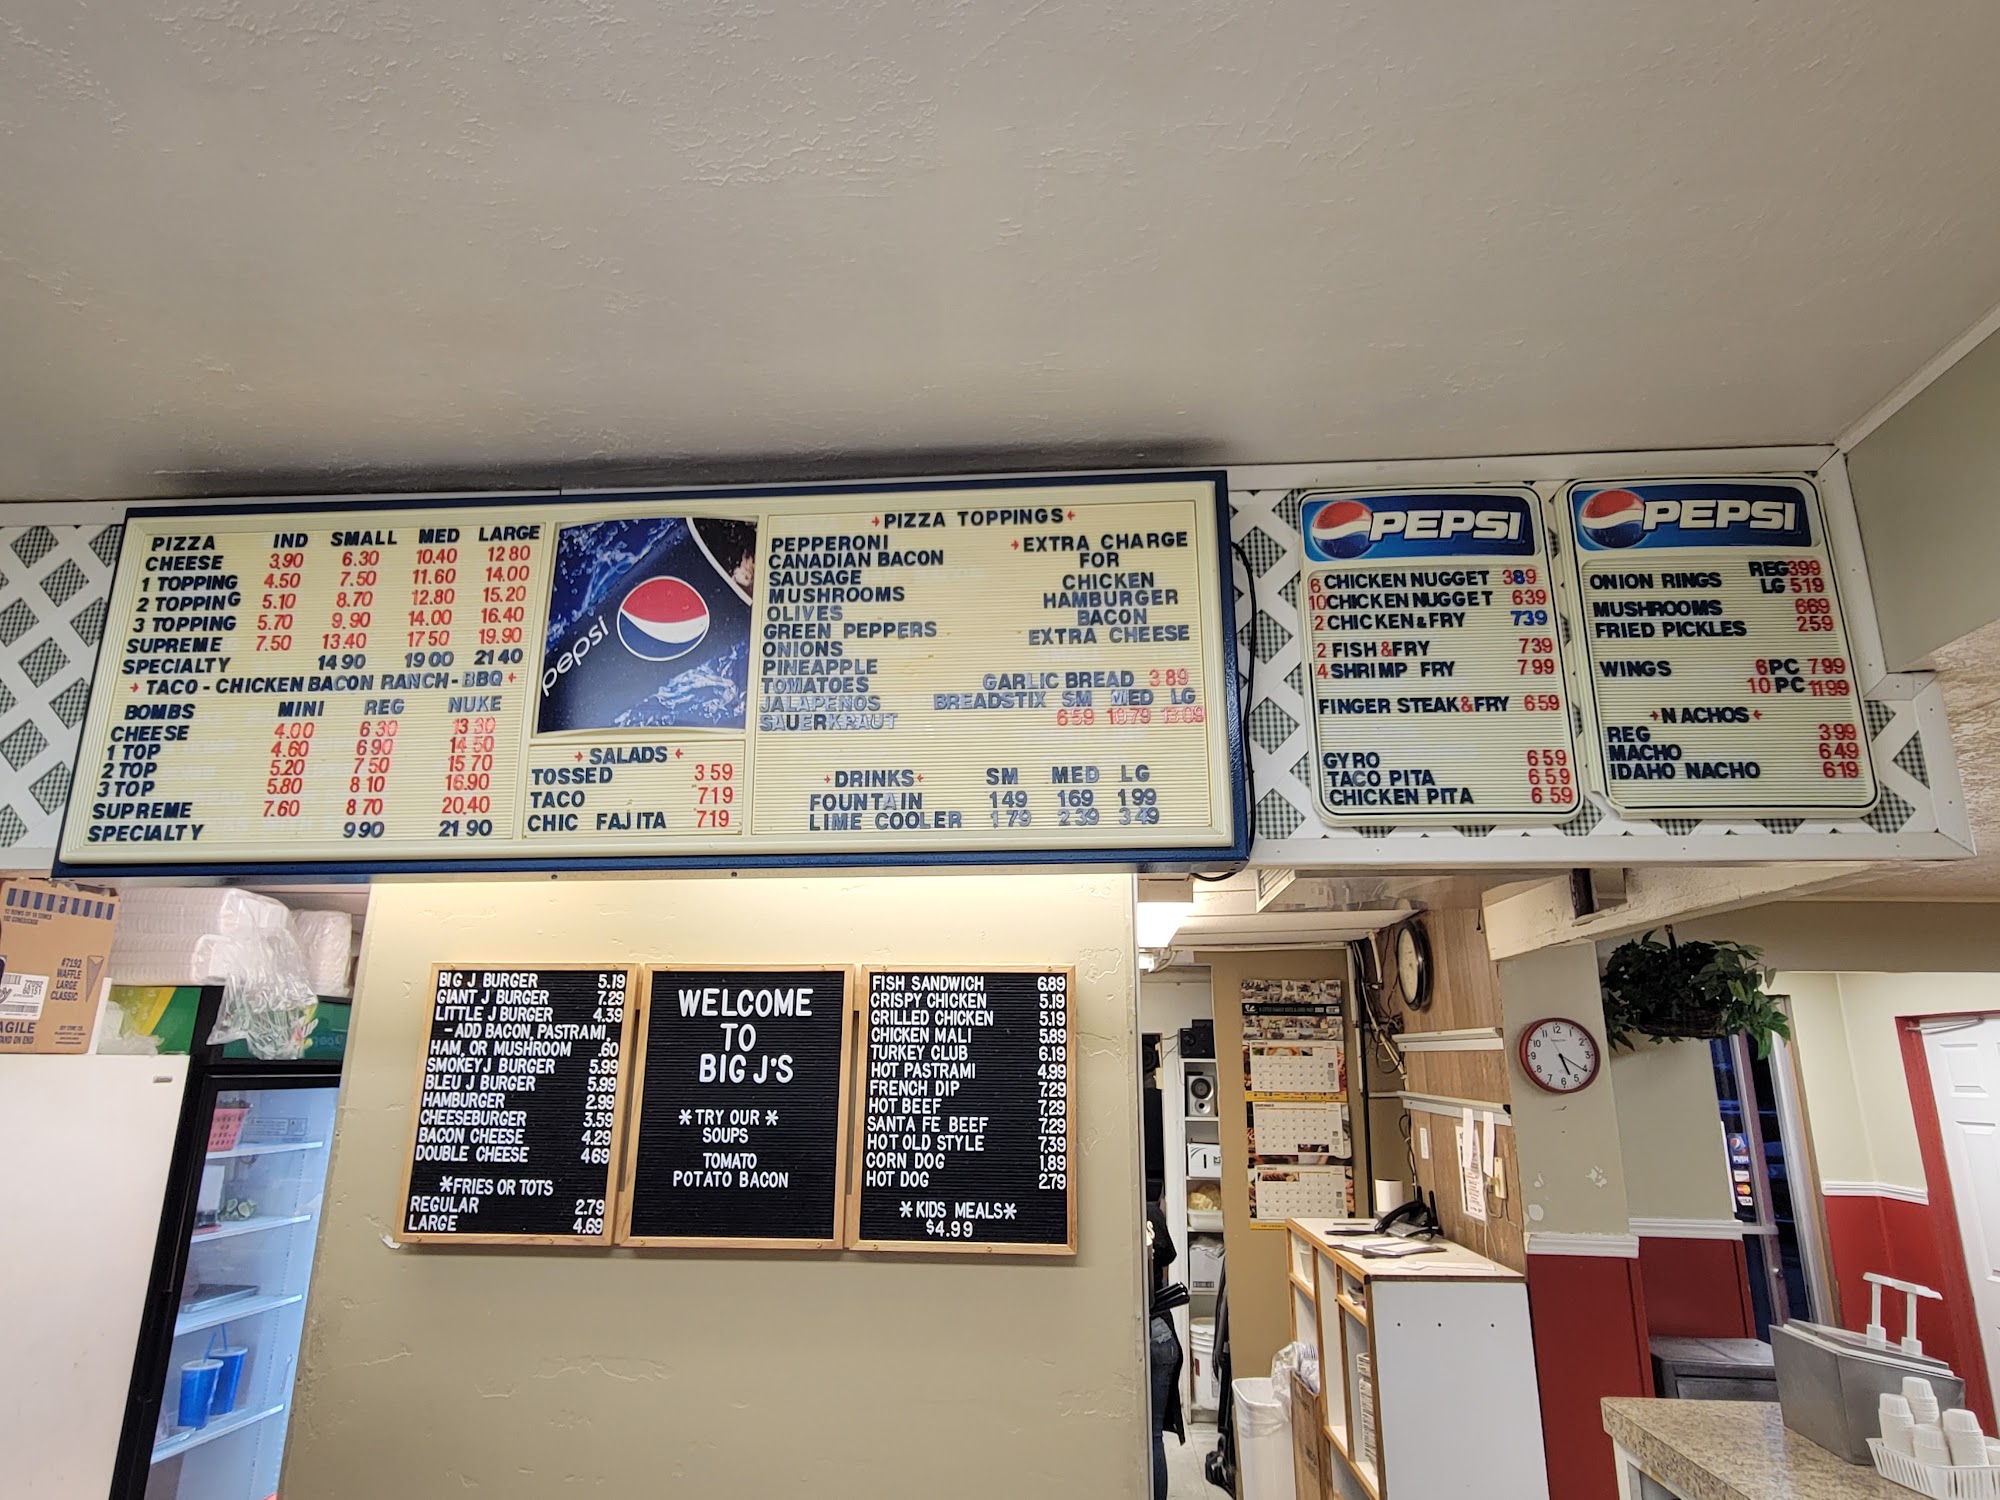 PIZZA IND SMALL MED LARGE
CHEESE 3.90 6.30 10.40 12 80
1 TOPPING 4.50 7.50 11.60 14.00
2 TOPPING 5.10 8.70 12.80 15.20
3 TOPPING 5.70 9.90 14.00 16.40
SUPREME 7.50 13.40 17 50 19.90
SPECIALTY 14 90 19 00 21 40
TACO - CHICKEN BACON RANCH - BBQ
BOMBS MINI REG NUKE
CHEESE 4.00 6 30 13 30
1 TOP 4.60 6 90 14 50
2 TOP 5.20 7 50 15 70
3 TOP 5.80 8 10 16.90
SUPREME 7.60 8 70 20.40
SPECIALTY 9 90 21 90
pepsi
SALADS
TOSSED 3 59
TACO 7 19
CHIC FAJITA 7 19
PIZZA TOPPINGS
PEPPERONI
CANADIAN BACON
SAUSAGE
MUSHROOMS
OLIVES
GREEN PEPPERS
ONIONS
PINEAPPLE
TOMATOES
JALAPENOS
SAUERKRAUT
EXTRA CHARGE
FOR
CHICKEN
HAMBURGER
BACON
EXTRA CHEESE
GARLIC BREAD 3 89
BREADSTIX SM MED LG
6 59 10 79 13 09
DRINKS SM MED LG
FOUNTAIN 1 49 1 69 1 99
LIME COOLER 1 79 2 39 3 49
PEPSI
6 CHICKEN NUGGET 3 89
10 CHICKEN NUGGET 6 39
2 CHICKEN & FRY 7 39
2 FISH & FRY 7 39
4 SHRIMP FRY 7 99
FINGER STEAK & FRY 6 59
GYRO 6 59
TACO PITA 6 59
CHICKEN PITA 6 59
PEPSI
ONION RINGS REG 3 99
LG 5 19
MUSHROOMS 6 69
FRIED PICKLES 2 59
WINGS 6 PC 7 99
10 PC 11 99
NACHOS
REG 3 99
MACHO 6 49
IDAHO NACHO 6 19
BIG J BURGER 5.19
GIANT J BURGER 7.29
LITTLE J BURGER 4.39
-ADD BACON, PASTRAMI,
HAM, OR MUSHROOM .60
SMOKEY J BURGER 5.99
BLEU J BURGER 5.99
HAMBURGER 2.99
CHEESEBURGER 3.59
BACON CHEESE 4.29
DOUBLE CHEESE 4 69
*FRIES OR TOTS
REGULAR 2.79
LARGE 4.69
WELCOME
TO
BIG J'S
* TRY OUR *
SOUPS
TOMATO
POTATO BACON
FISH SANDWICH 6.89
CRISPY CHICKEN 5.19
GRILLED CHICKEN 5.19
CHICKEN MALI 5.89
TURKEY CLUB 6.19
HOT PASTRAMI 4.99
FRENCH DIP 7.29
HOT BEEF 7.29
SANTA FE BEEF 7.29
HOT OLD STYLE 7.39
CORN DOG 1.89
HOT DOG 2.79
* KIDS MEALS *
$4.99
#7192
WAFFLE
LARGE
CLASSIC